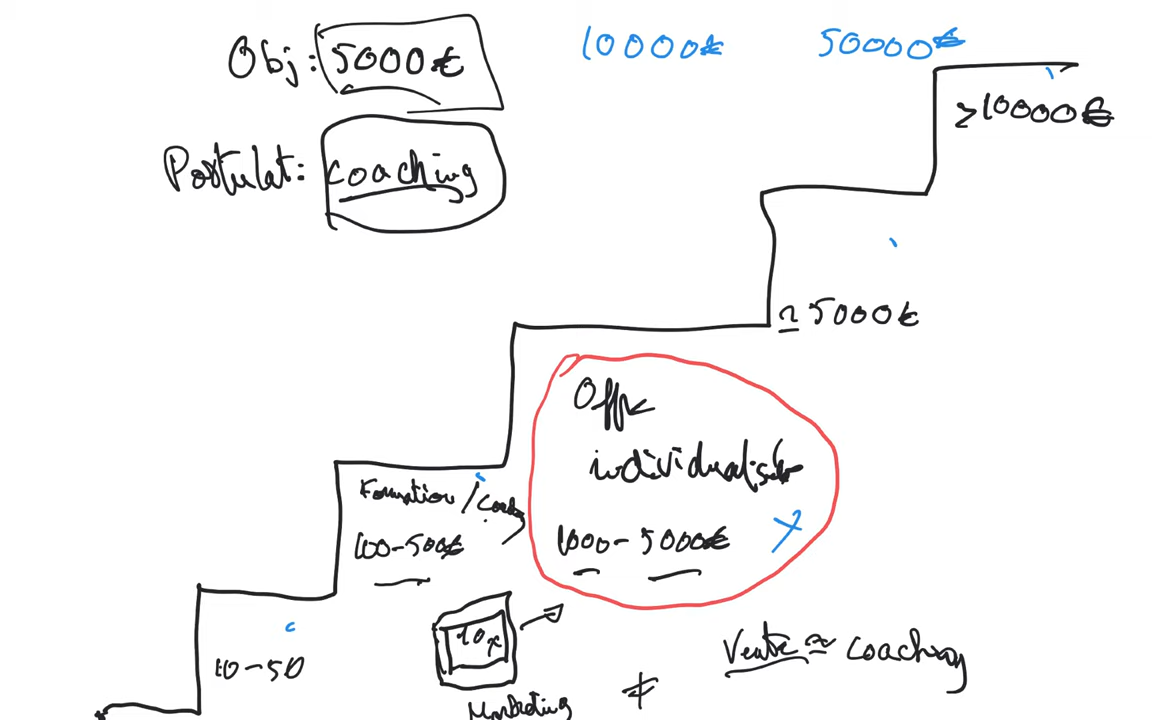 Obj: 5000€
10000€
50000€
≥10000€
Postulat: coaching
≈ 5000€
Offre
individualisée
1000 - 5000€
Formation /
100-500€
10-50
10x
Marketing
≠
Vente ≈ coaching